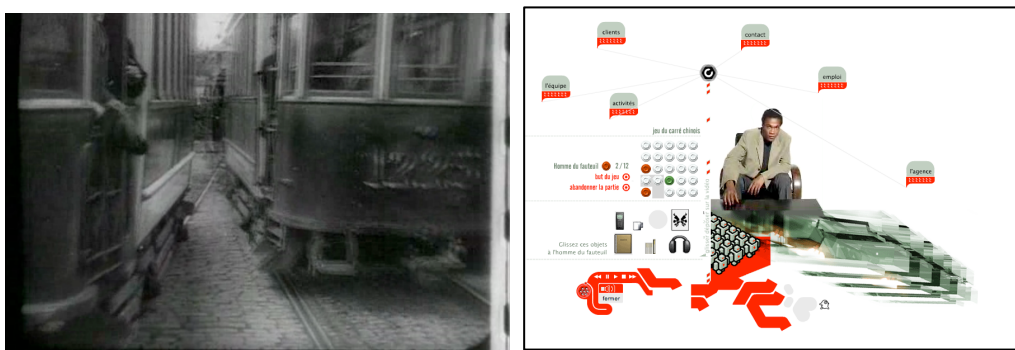 clients
contact
l'équipe
emploi
activités
jeu du carré chinois
Homme du fauteuil 2/12
but du jeu
abandonner la partie
l'agence
Glissez ces objets
à l'homme du fauteuil
fermer